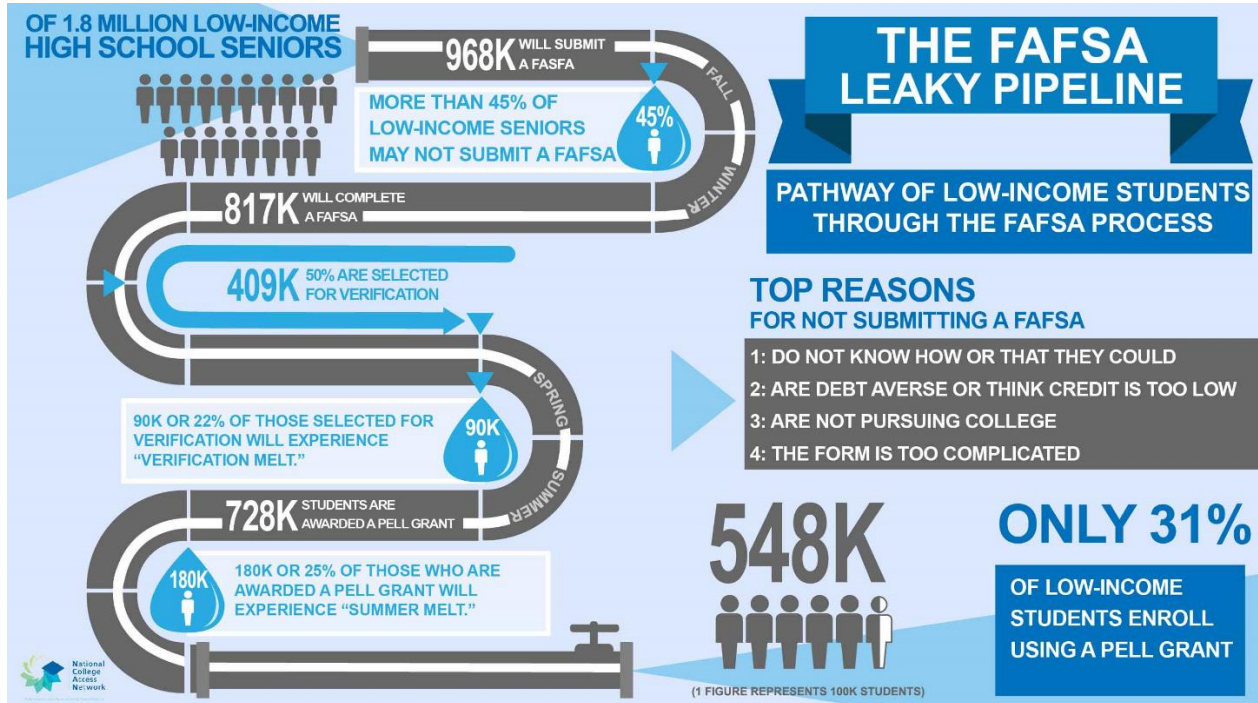 OF 1.8 MILLION LOW-INCOME
HIGH SCHOOL SENIORS
968K WILL SUBMIT
A FASFA
MORE THAN 45% OF
LOW-INCOME SENIORS
MAY NOT SUBMIT A FAFSA
45%
FALL
WINTER
THE FAFSA
LEAKY PIPELINE
PATHWAY OF LOW-INCOME STUDENTS
THROUGH THE FAFSA PROCESS
817K WILL COMPLETE
A FAFSA
409K 50% ARE SELECTED
FOR VERIFICATION
SPRING
SUMMER
90K OR 22% OF THOSE SELECTED FOR
VERIFICATION WILL EXPERIENCE
“VERIFICATION MELT.”
90K
728K STUDENTS ARE
AWARDED A PELL GRANT
180K
180K OR 25% OF THOSE WHO ARE
AWARDED A PELL GRANT WILL
EXPERIENCE “SUMMER MELT.”
TOP REASONS
FOR NOT SUBMITTING A FAFSA
1: DO NOT KNOW HOW OR THAT THEY COULD
2: ARE DEBT AVERSE OR THINK CREDIT IS TOO LOW
3: ARE NOT PURSUING COLLEGE
4: THE FORM IS TOO COMPLICATED
548K
(1 FIGURE REPRESENTS 100K STUDENTS)
ONLY 31%
OF LOW-INCOME
STUDENTS ENROLL
USING A PELL GRANT
National
College
Access
Network